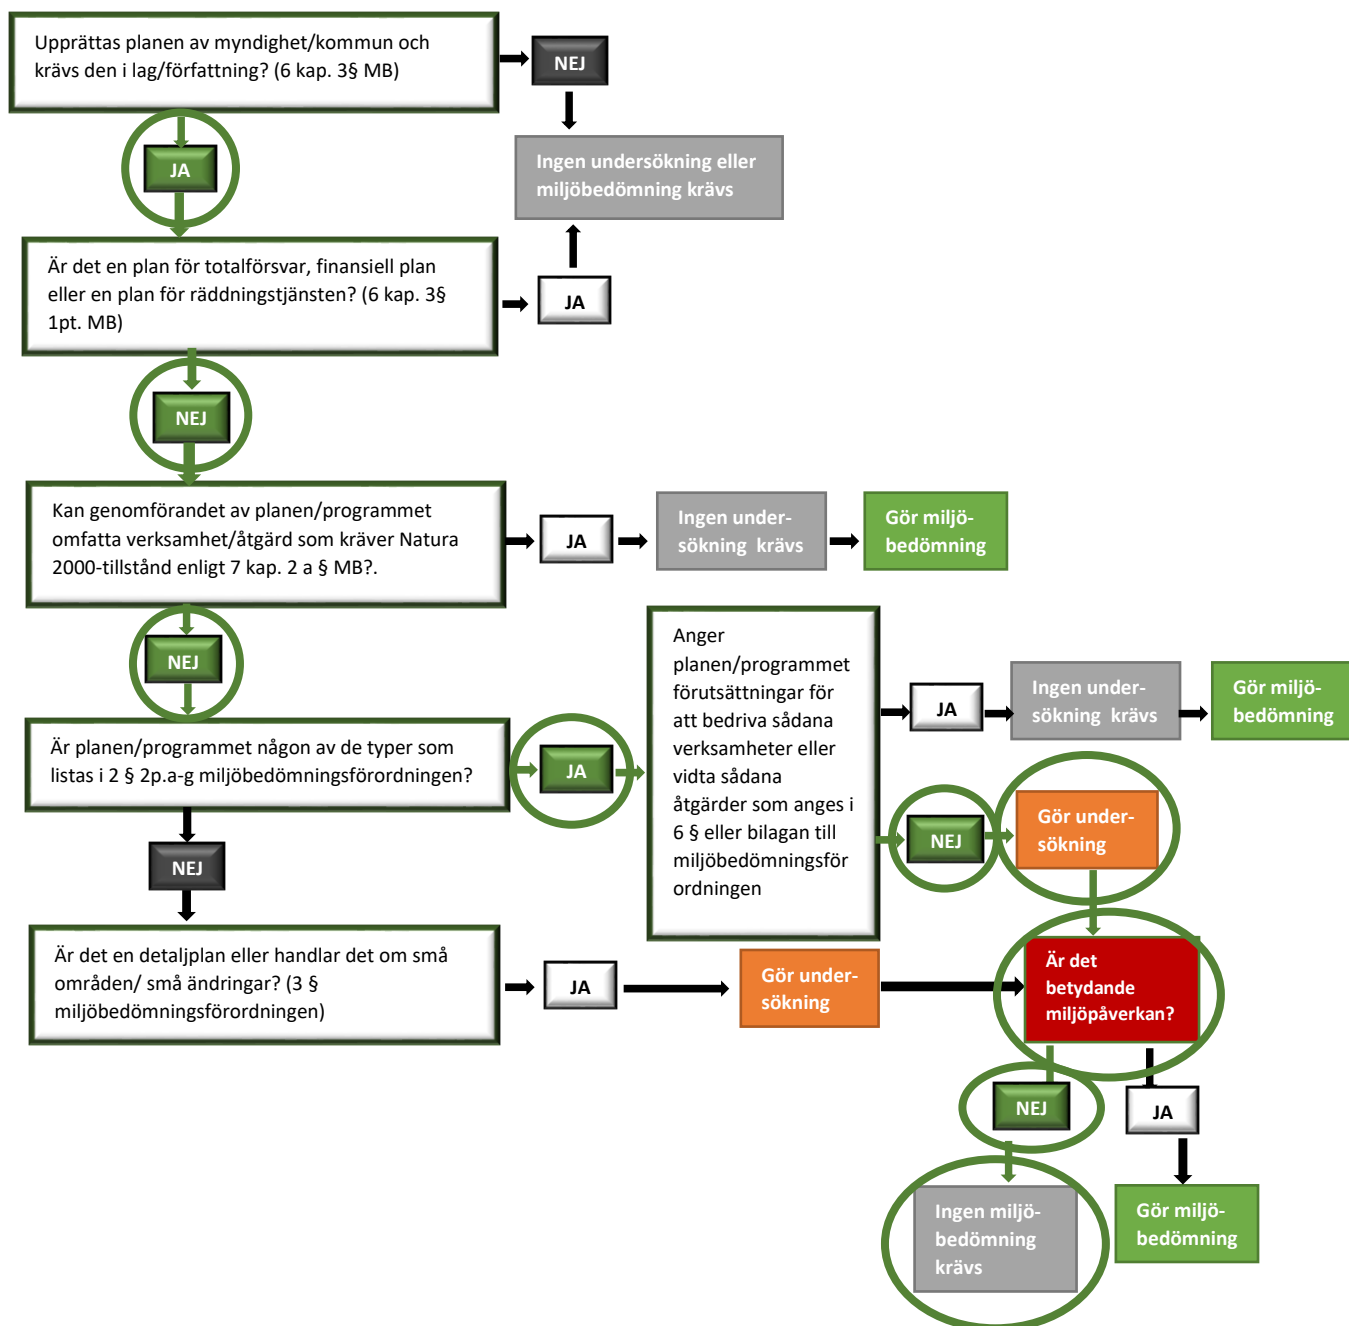 Upprättas planen av myndighet/kommun och
krävs den i lag/författning? (6 kap. 3§ MB)
NEJ
JA
Ingen undersökning eller
miljöbedömning krävs
Är det en plan för totalförsvar, finansiell plan
eller en plan för räddningstjänsten? (6 kap. 3§
1pt. MB)
JA
NEJ
Kan genomförandet av planen/programmet
omfatta verksamhet/åtgärd som kräver Natura
2000-tillstånd enligt 7 kap. 2 a § MB?.
JA
Ingen under-
sökning krävs
Gör miljö-
bedömning
NEJ
Är planen/programmet någon av de typer som
listas i 2 § 2p.a-g miljöbedömningsförordningen?
JA
Anger
planen/programmet
förutsättningar för
att bedriva sådana
verksamheter eller
vidta sådana
åtgärder som anges i
6 § eller bilagan till
miljöbedömningsför
ordningen
JA
Ingen under-
sökning krävs
Gör miljö-
bedömning
NEJ
Gör under-
sökning
NEJ
Är det en detaljplan eller handlar det om små
områden/ små ändringar? (3 §
miljöbedömningsförordningen)
JA
Gör under-
sökning
Är det
betydande
miljöpåverkan?
NEJ
JA
Ingen miljö-
bedömning
krävs
Gör miljö-
bedömning